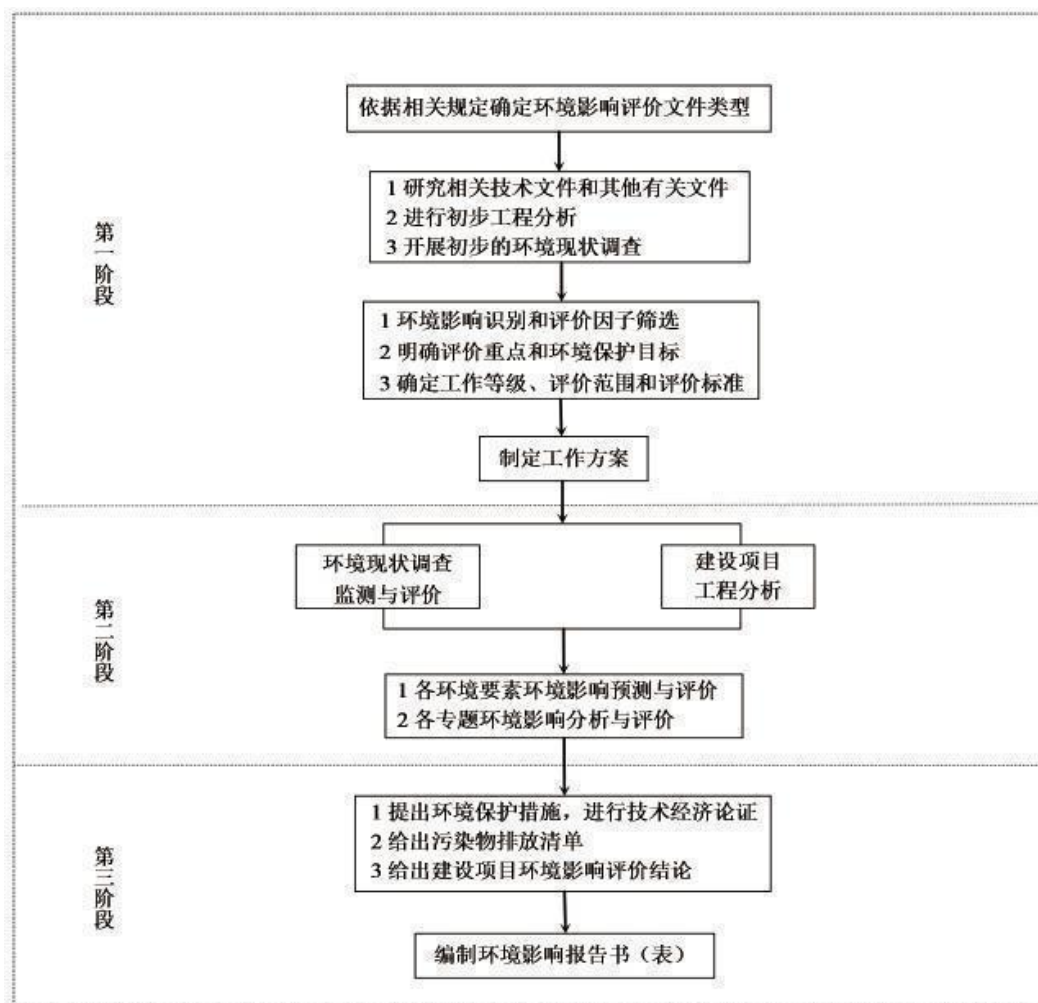 依据相关规定确定环境影响评价文件类型
第一阶段
1 研究相关技术文件和其他有关文件
2 进行初步工程分析
3 开展初步的环境现状调查
1 环境影响识别和评价因子筛选
2 明确评价重点和环境保护目标
3 确定工作等级、评价范围和评价标准
制定工作方案
第二阶段
环境现状调查
监测与评价
建设项目
工程分析
1 各环境要素环境影响预测与评价
2 各专题环境影响分析与评价
第三阶段
1 提出环境保护措施，进行技术经济论证
2 给出污染物排放清单
3 给出建设项目环境影响评价结论
编制环境影响报告书（表）